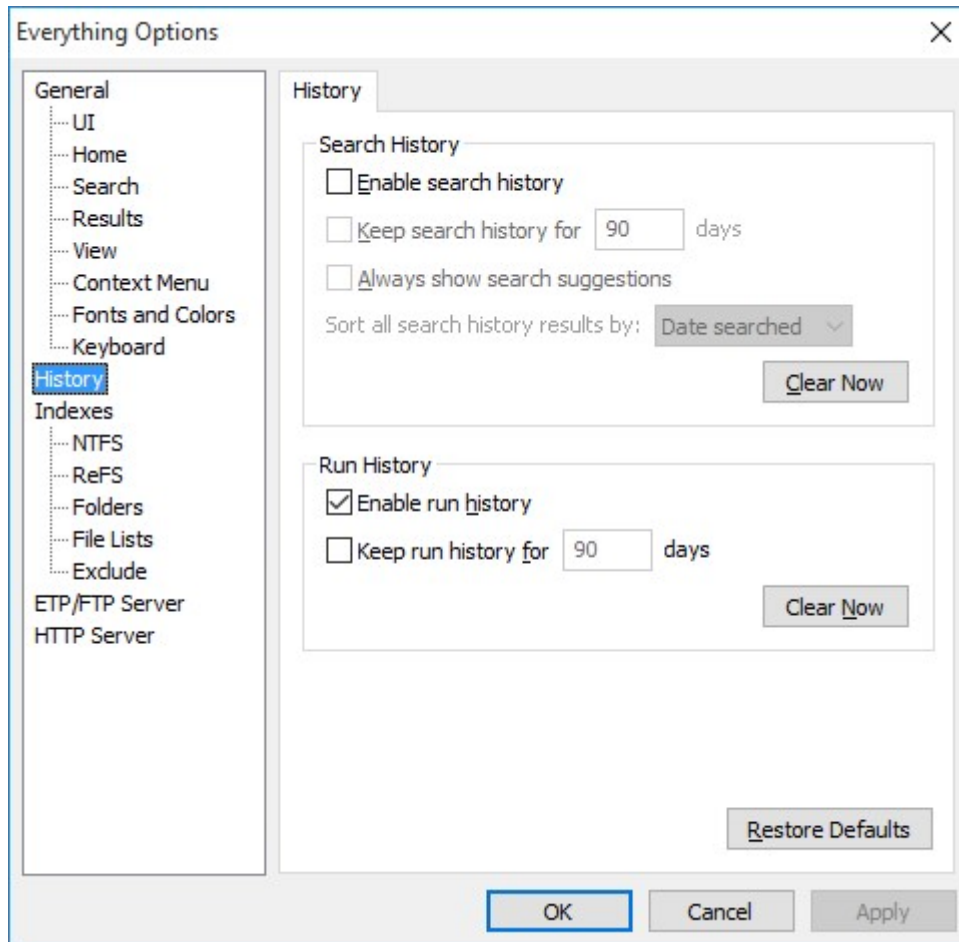 Everything Options
General
UI
Home
Search
Results
View
Context Menu
Fonts and Colors
Keyboard
History
Indexes
NTFS
ReFS
Folders
File Lists
Exclude
ETP/FTP Server
HTTP Server
History
Search History
Enable search history
Keep search history for 90 days
Always show search suggestions
Sort all search history results by: Date searched
Clear Now
Run History
Enable run history
Keep run history for 90 days
Clear Now
Restore Defaults
OK Cancel Apply